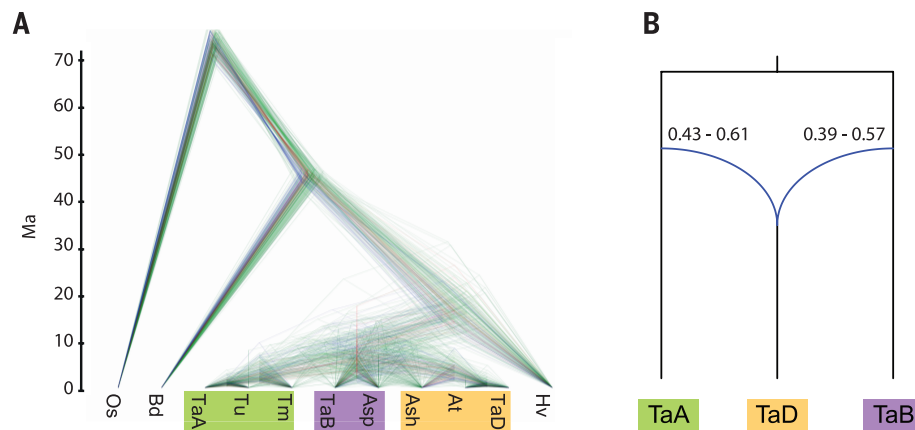 A
70
60
50
40
30
20
10
0
Ma
Os
Bd
TaA
Tu
Tm
TaB
Asp
Ash
At
TaD
Hv
B
0.43 - 0.61
0.39 - 0.57
TaA
TaD
TaB